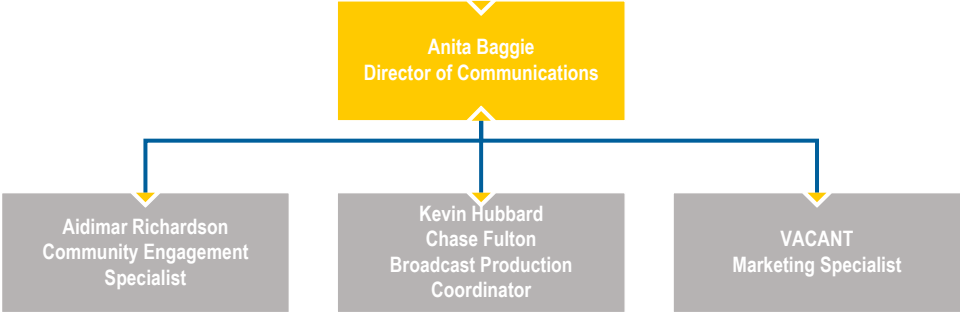 Anita Baggie
Director of Communications
Aidimar Richardson
Community Engagement
Specialist
Kevin Hubbard
Chase Fulton
Broadcast Production
Coordinator
VACANT
Marketing Specialist